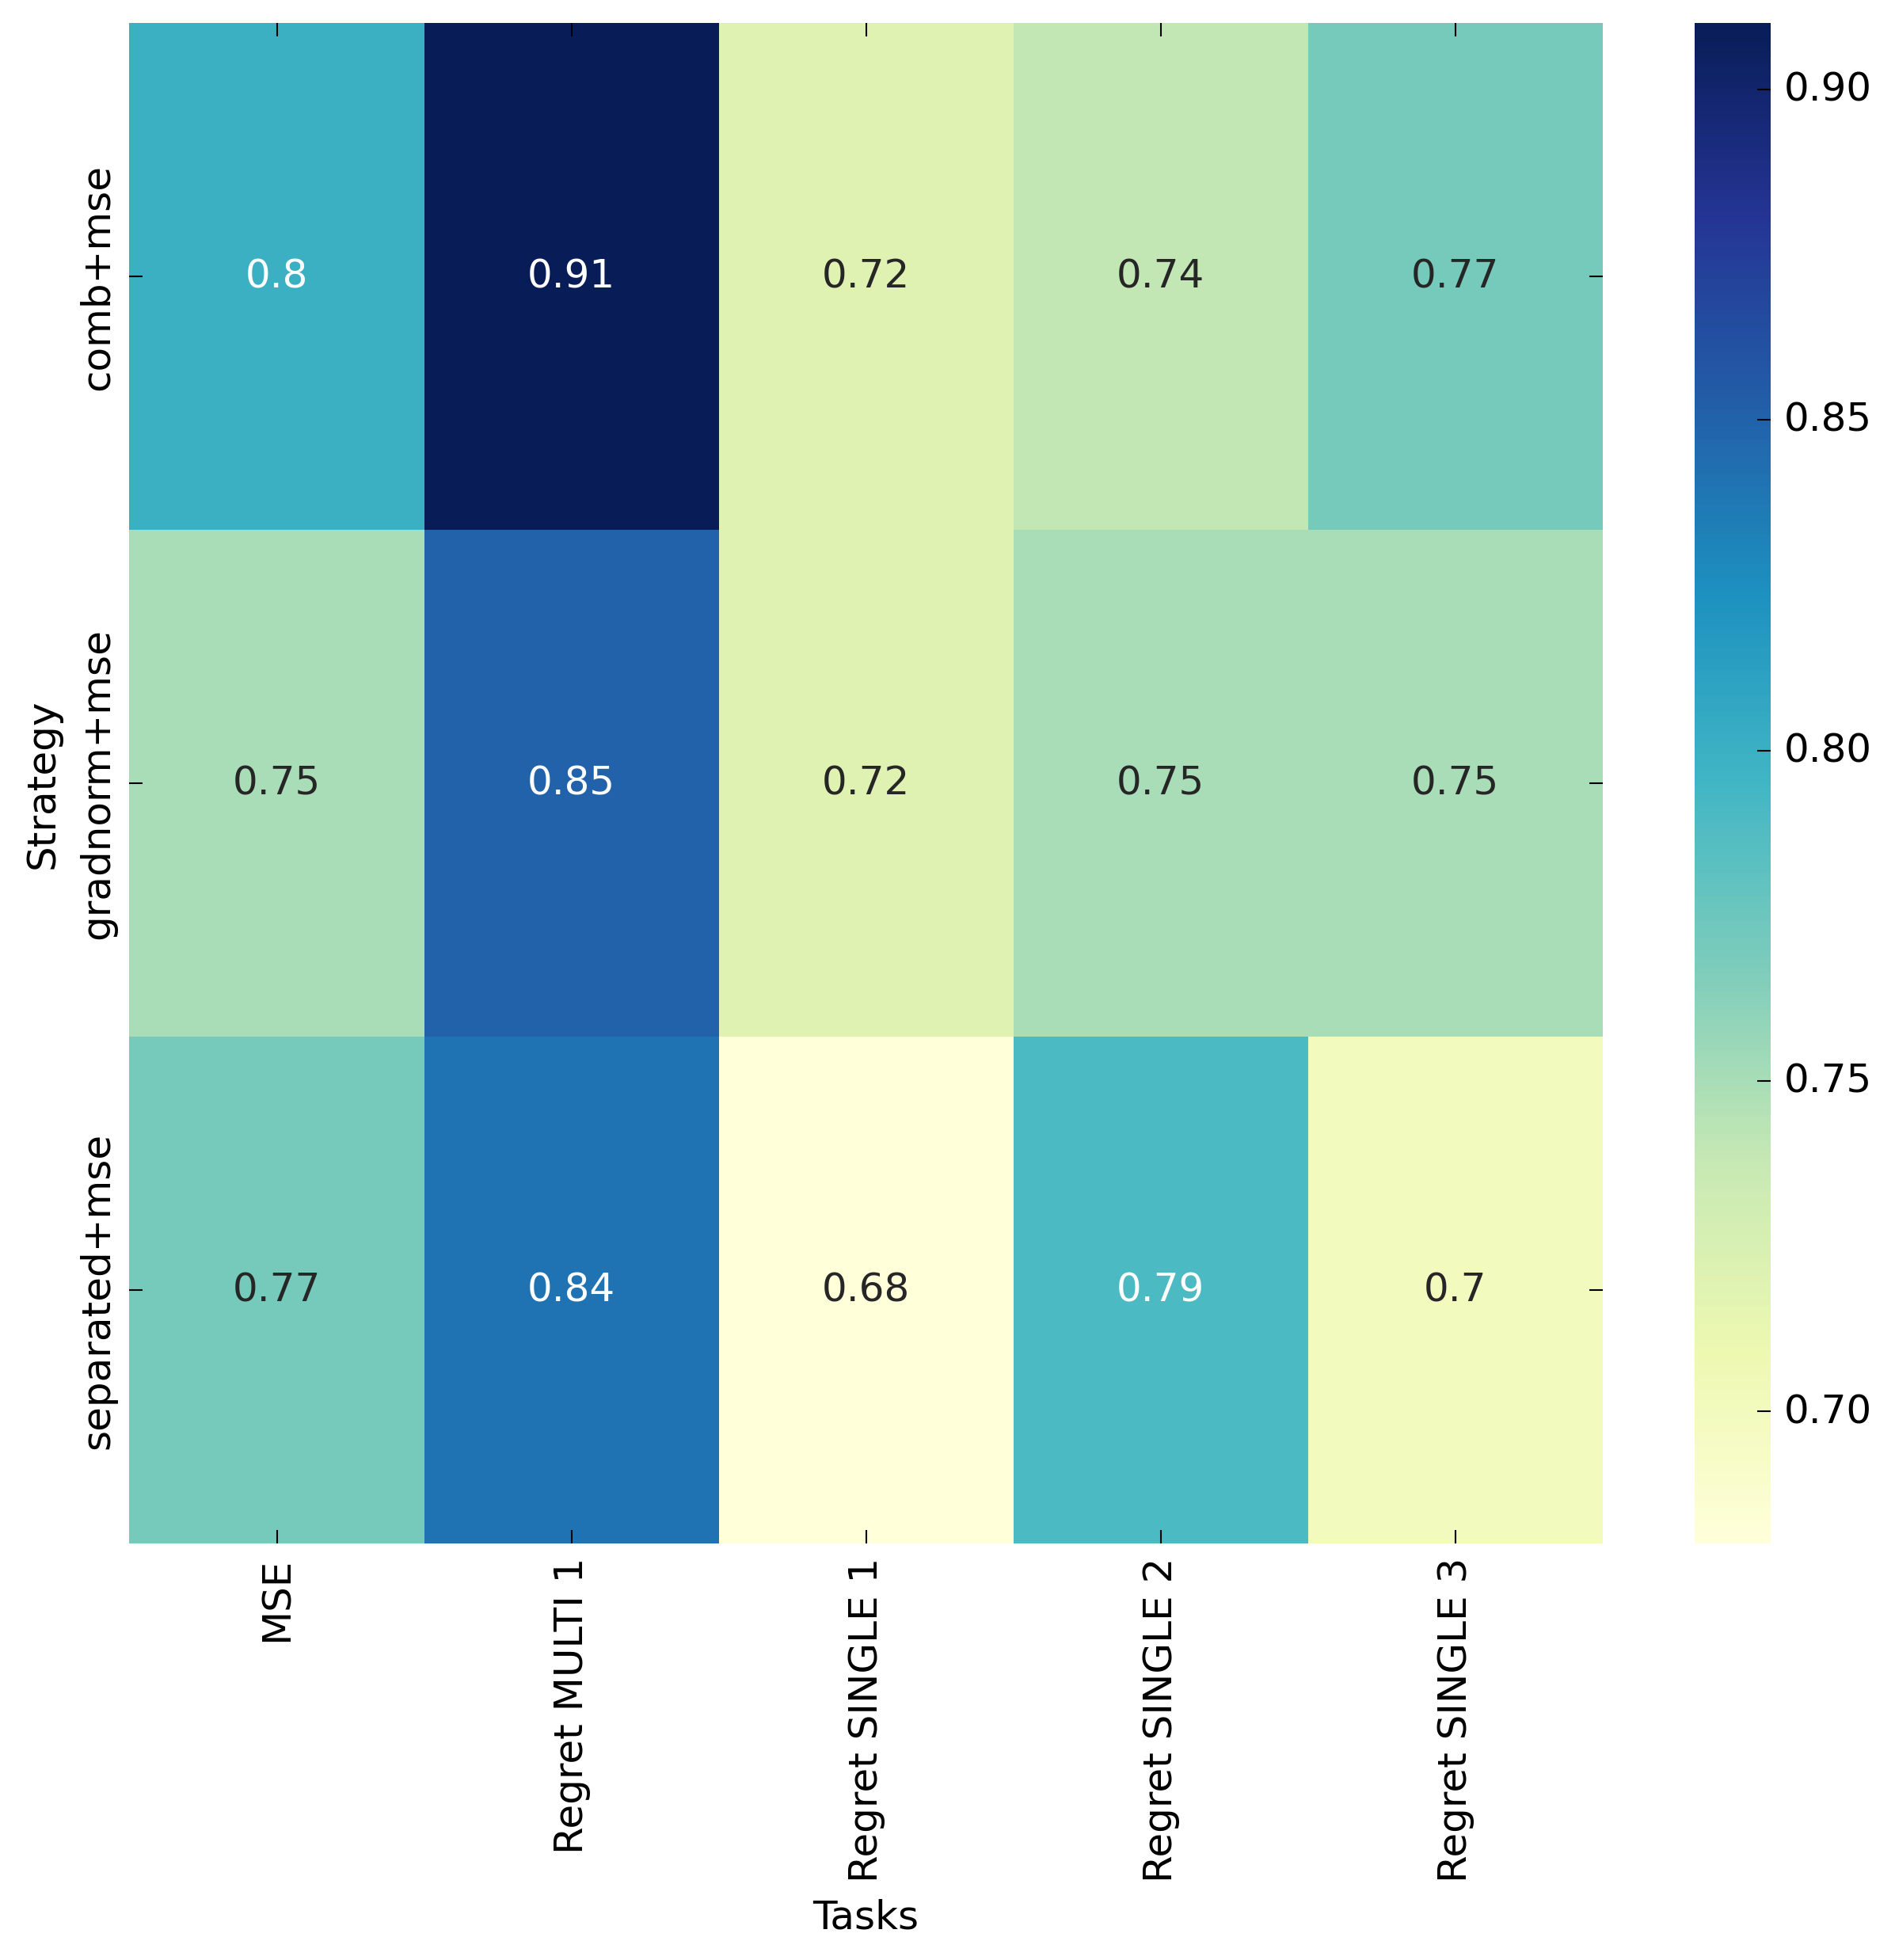 0.90
0.85
0.80
0.75
0.70
Strategy
comb+mse
0.8 0.91 0.72 0.74 0.77
gradnorm+mse
0.75 0.85 0.72 0.75 0.75
separated+mse
0.77 0.84 0.68 0.79 0.7
MSE
Regret MULTI 1
Regret SINGLE 1
Regret SINGLE 2
Regret SINGLE 3
Tasks